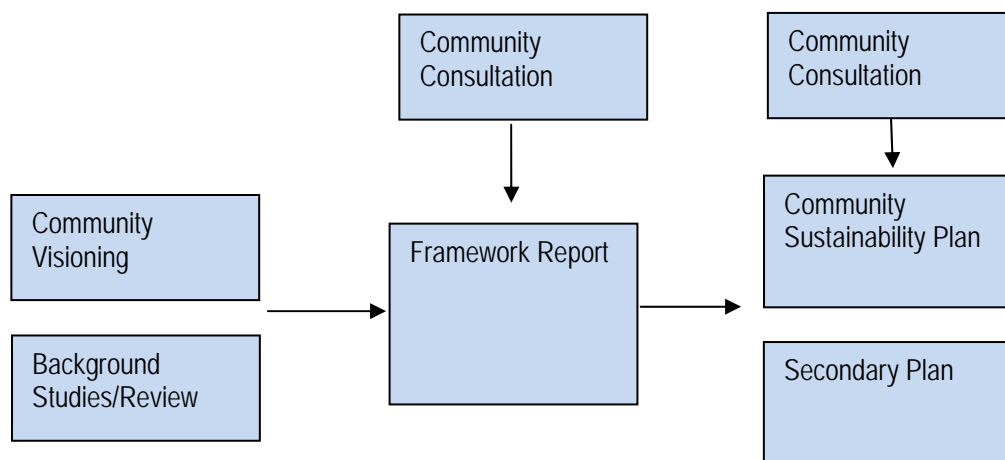 Community
Consultation
Community
Consultation
Community
Visioning
Framework Report
Community
Sustainability Plan
Background
Studies/Review
Secondary Plan